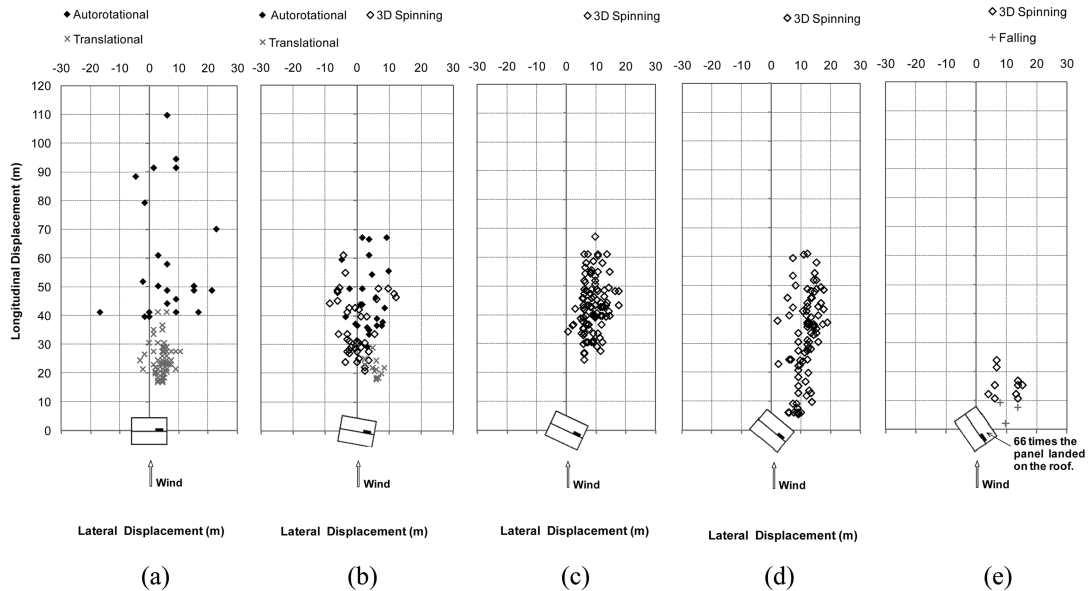 Autorotational
Translational
-30 -20 -10 0 10 20 30
120
110
100
90
80
70
60
50
40
30
20
10
0
Longitudinal Displacement (m)
Wind
Lateral Displacement (m)
(a)
Autorotational 3D Spinning
Translational
-30 -20 -10 0 10 20 30
Wind
Lateral Displacement (m)
(b)
3D Spinning
-30 -20 -10 0 10 20 30
Wind
Lateral Displacement (m)
(c)
3D Spinning
-30 -20 -10 0 10 20 30
Wind
Lateral Displacement (m)
(d)
3D Spinning
Falling
-30 -20 -10 0 10 20 30
66 times the
panel landed
on the roof.
Wind
(e)